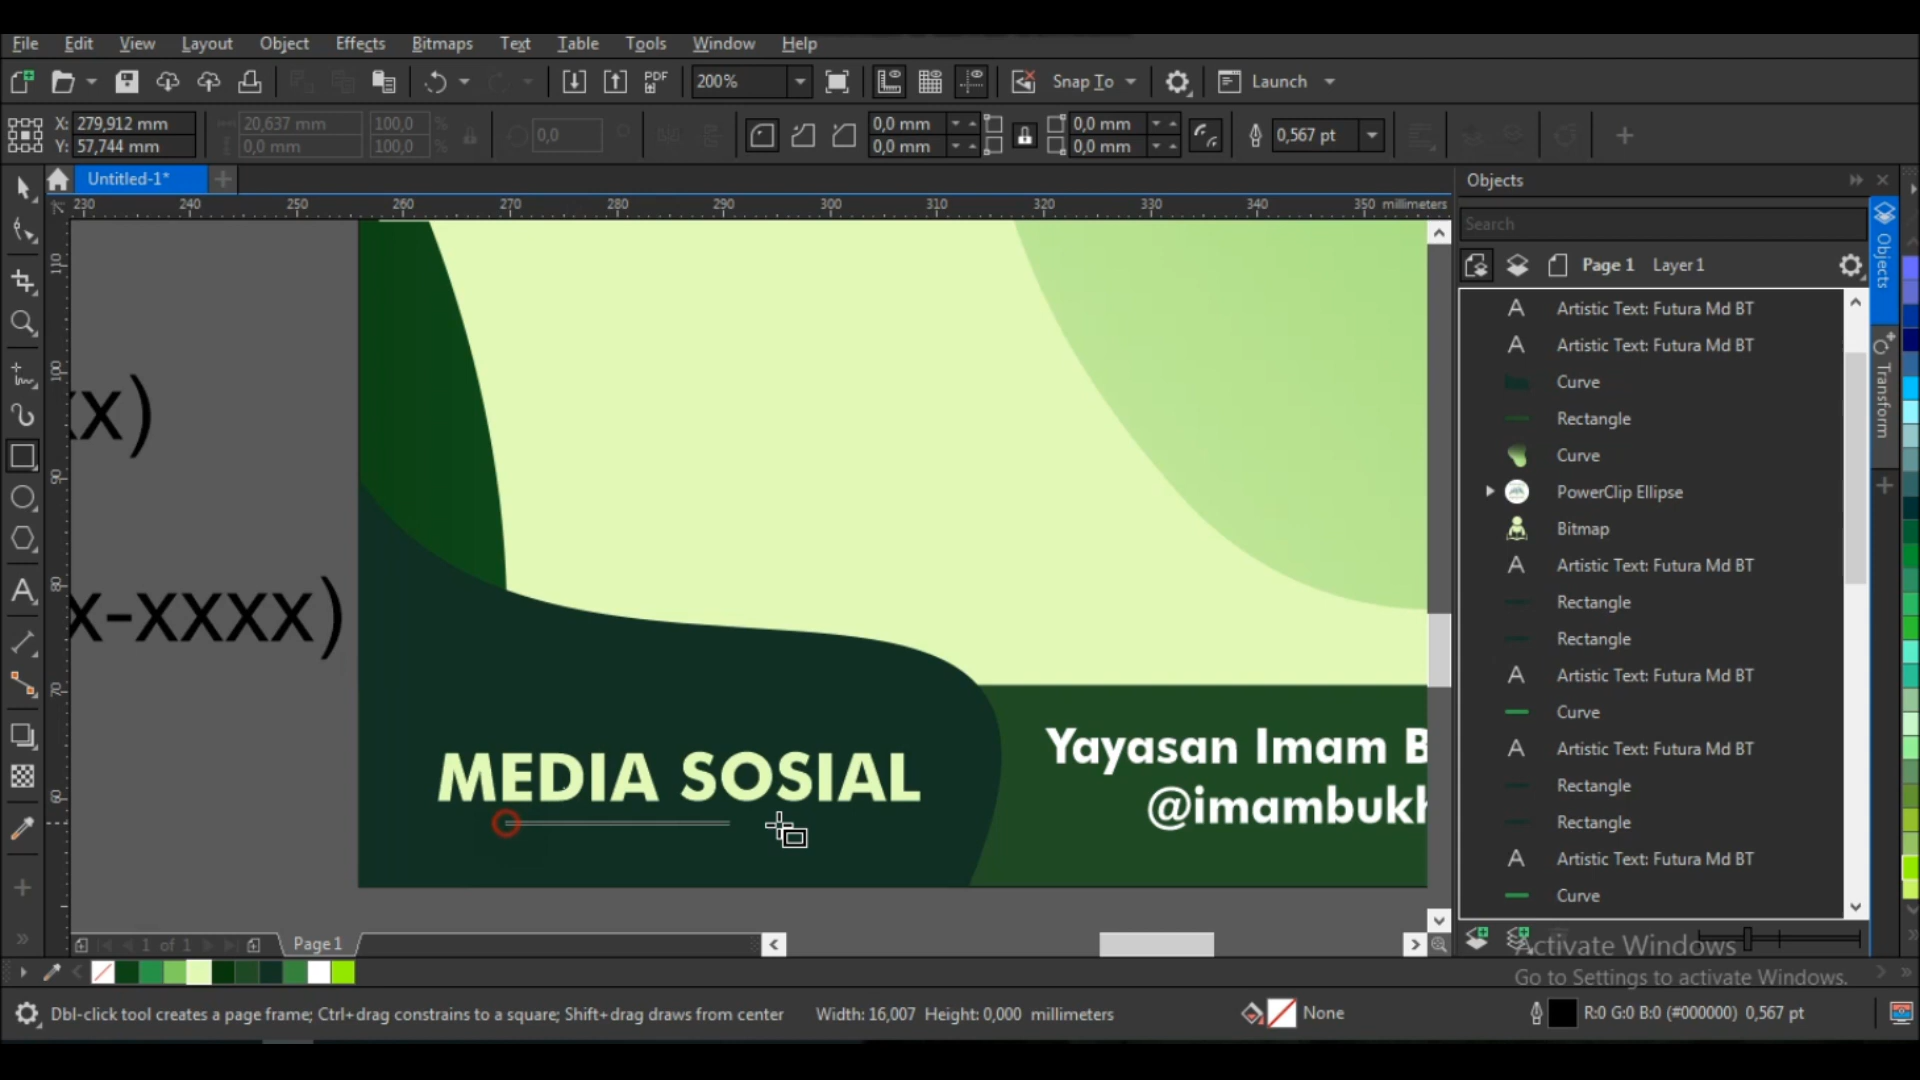 File Edit View Layout Object Effects Bitmaps Text Table Tools Window Help
PDF 200% Snap To Launch
X: 279,912 mm 20,637 mm 100,0 % 0,0 0,0 mm 0,0 mm 0,567 pt
Y: 57,744 mm 0,0 mm 100,0 % 0,0 mm 0,0 mm
Untitled-1*
Objects
230 240 250 260 270 280 290 300 310 320 330 340 350 millimeters
Search
Page 1 Layer 1
Objects
Transform
110
100
90
80
70
60
xx)
x-xxxx)
MEDIA SOSIAL
Yayasan Imam B
@imambukh
Artistic Text: Futura Md BT
Artistic Text: Futura Md BT
Curve
Rectangle
Curve
PowerClip Ellipse
Bitmap
Artistic Text: Futura Md BT
Rectangle
Rectangle
Artistic Text: Futura Md BT
Curve
Artistic Text: Futura Md BT
Rectangle
Rectangle
Artistic Text: Futura Md BT
Curve
1 of 1 Page 1
Activate Windows
Go to Settings to activate Windows.
Dbl-click tool creates a page frame; Ctrl+drag constrains to a square; Shift+drag draws from center Width: 16,007 Height: 0,000 millimeters None R:0 G:0 B:0 (#000000) 0,567 pt